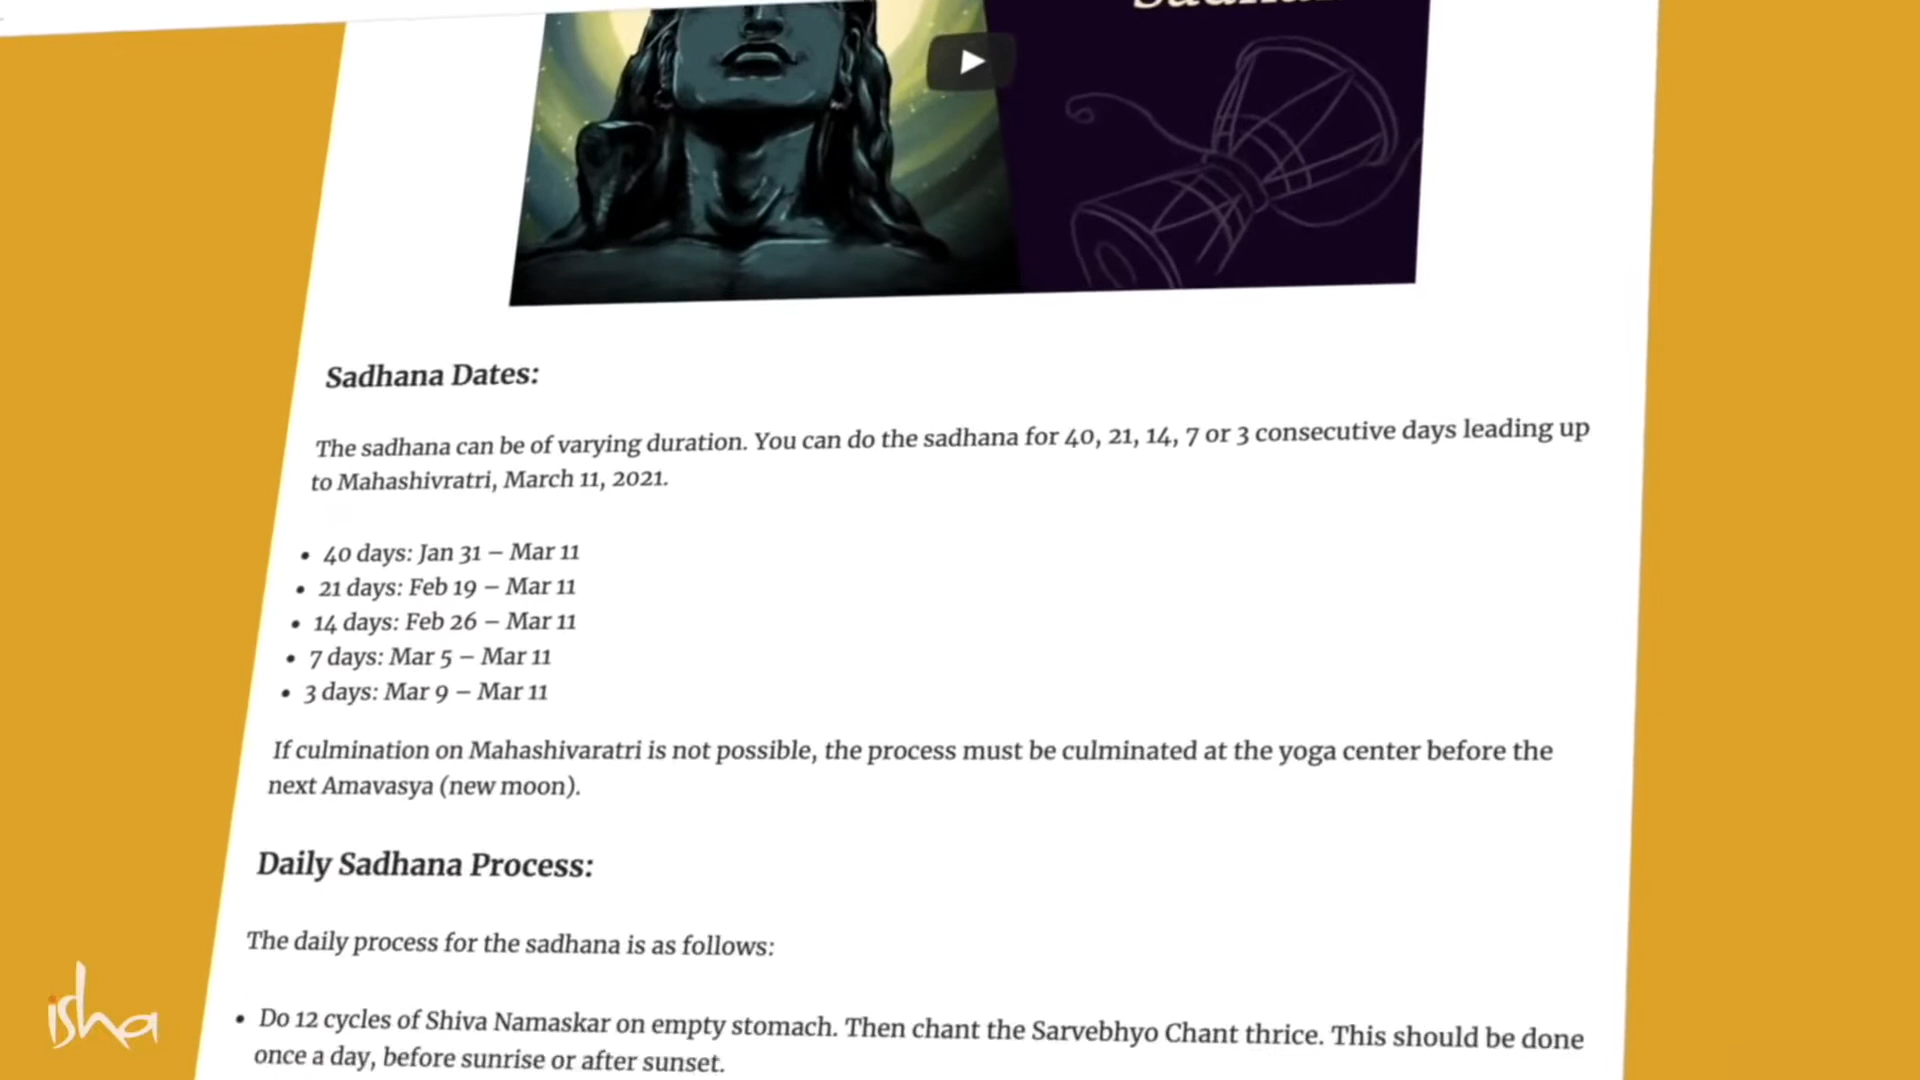 Sadhana Dates:
The sadhana can be of varying duration. You can do the sadhana for 40, 21, 14, 7 or 3 consecutive days leading up
to Mahashivratri, March 11, 2021.
• 40 days: Jan 31 – Mar 11
• 21 days: Feb 19 – Mar 11
• 14 days: Feb 26 – Mar 11
• 7 days: Mar 5 – Mar 11
• 3 days: Mar 9 – Mar 11
If culmination on Mahashivaratri is not possible, the process must be culminated at the yoga center before the
next Amavasya (new moon).
Daily Sadhana Process:
The daily process for the sadhana is as follows:
• Do 12 cycles of Shiva Namaskar on empty stomach. Then chant the Sarvebhyo Chant thrice. This should be done
once a day, before sunrise or after sunset.
isha